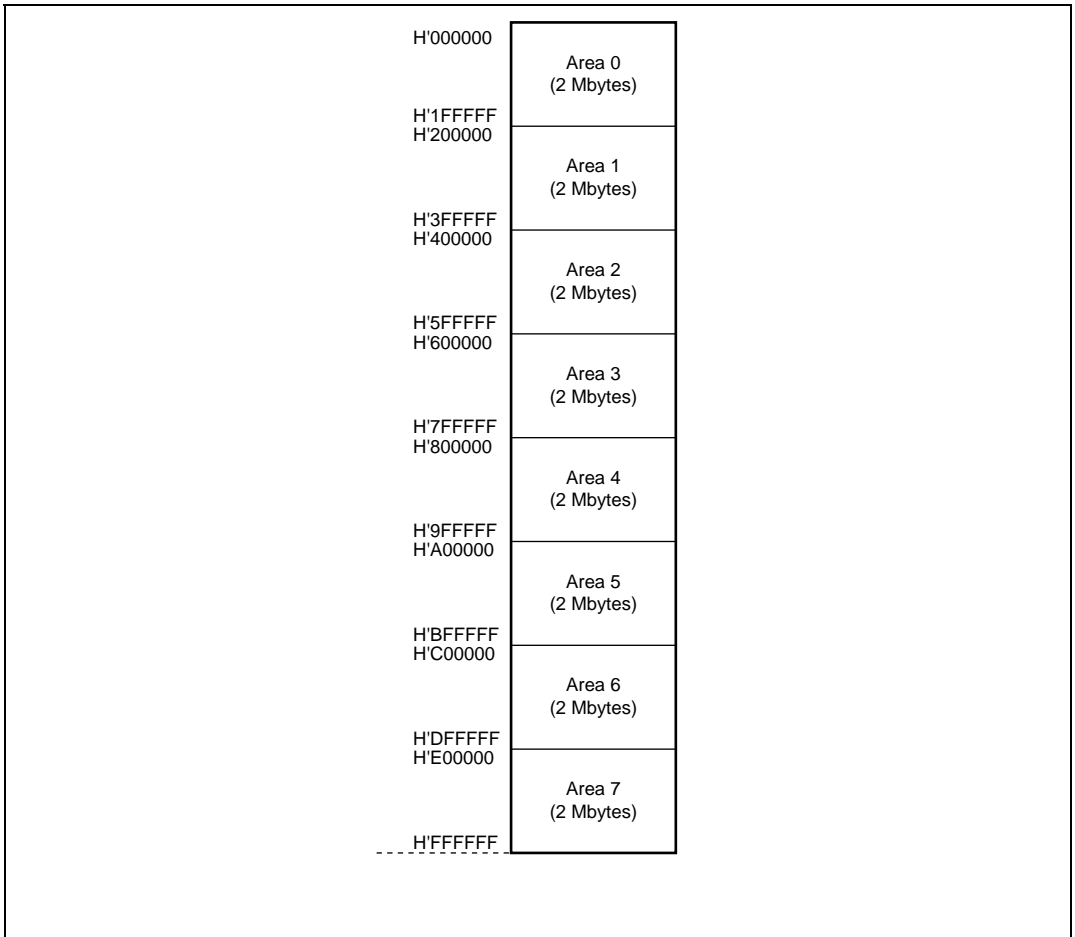 H'000000
Area 0
(2 Mbytes)
H'1FFFFF
H'200000
Area 1
(2 Mbytes)
H'3FFFFF
H'400000
Area 2
(2 Mbytes)
H'5FFFFF
H'600000
Area 3
(2 Mbytes)
H'7FFFFF
H'800000
Area 4
(2 Mbytes)
H'9FFFFF
H'A00000
Area 5
(2 Mbytes)
H'BFFFFF
H'C00000
Area 6
(2 Mbytes)
H'DFFFFF
H'E00000
Area 7
(2 Mbytes)
H'FFFFFF